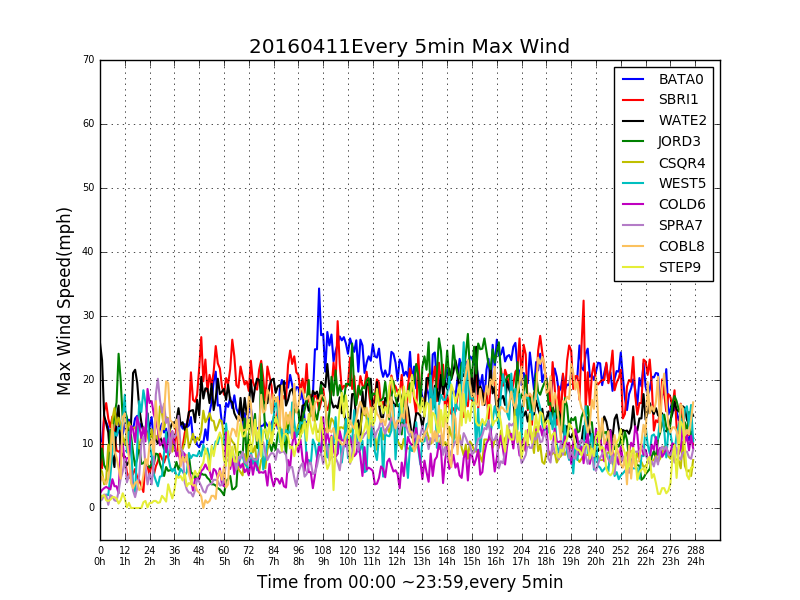 20160411Every 5min Max Wind
70
60
50
40
30
20
10
0
Max Wind Speed(mph)
BATA0
SBRI1
WATE2
JORD3
CSQR4
WEST5
COLD6
SPRA7
COBL8
STEP9
0 12 24 36 48 60 72 84 96 108 120 132 144 156 168 180 192 204 216 228 240 252 264 276 288
0h 1h 2h 3h 4h 5h 6h 7h 8h 9h 10h 11h 12h 13h 14h 15h 16h 17h 18h 19h 20h 21h 22h 23h 24h
Time from 00:00 ~23:59,every 5min